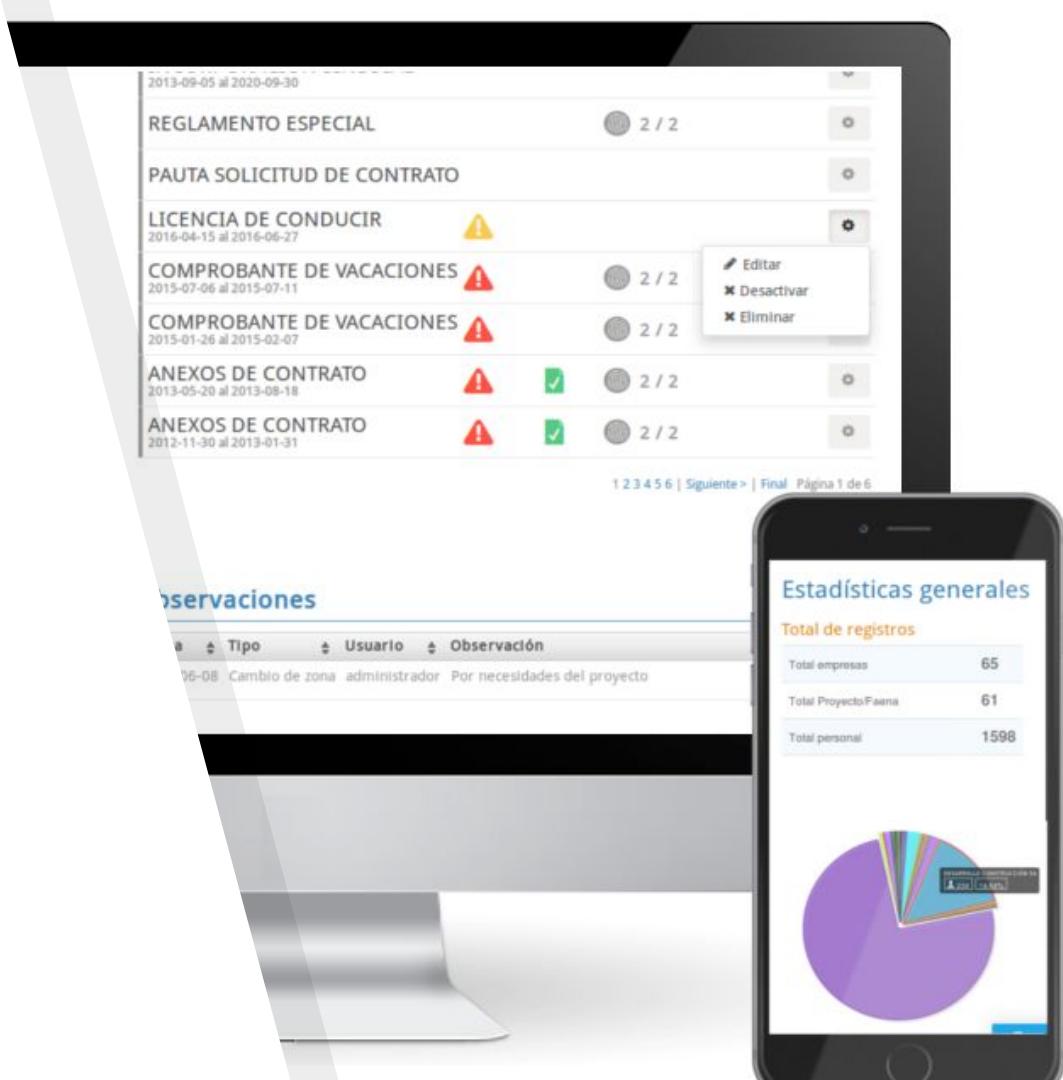 2013-09-05 al 2020-09-30
REGLAMENTO ESPECIAL 2 / 2
PAUTA SOLICITUD DE CONTRATO
LICENCIA DE CONDUCIR
2016-04-15 al 2016-06-27
Editar
Desactivar
Eliminar
COMPROBANTE DE VACACIONES 2 / 2
2015-07-06 al 2015-07-11
COMPROBANTE DE VACACIONES 2 / 2
2015-01-26 al 2015-02-07
ANEXOS DE CONTRATO 2 / 2
2013-05-20 al 2013-08-18
ANEXOS DE CONTRATO 2 / 2
2012-11-30 al 2013-01-31
1 2 3 4 5 6 | Siguiente > | Final Página 1 de 6
bservaciones
a Tipo Usuario Observación
06-08 Cambio de zona administrador Por necesidades del proyecto
Estadísticas generales
Total de registros
Total empresas 65
Total Proyecto/Faena 61
Total personal 1598